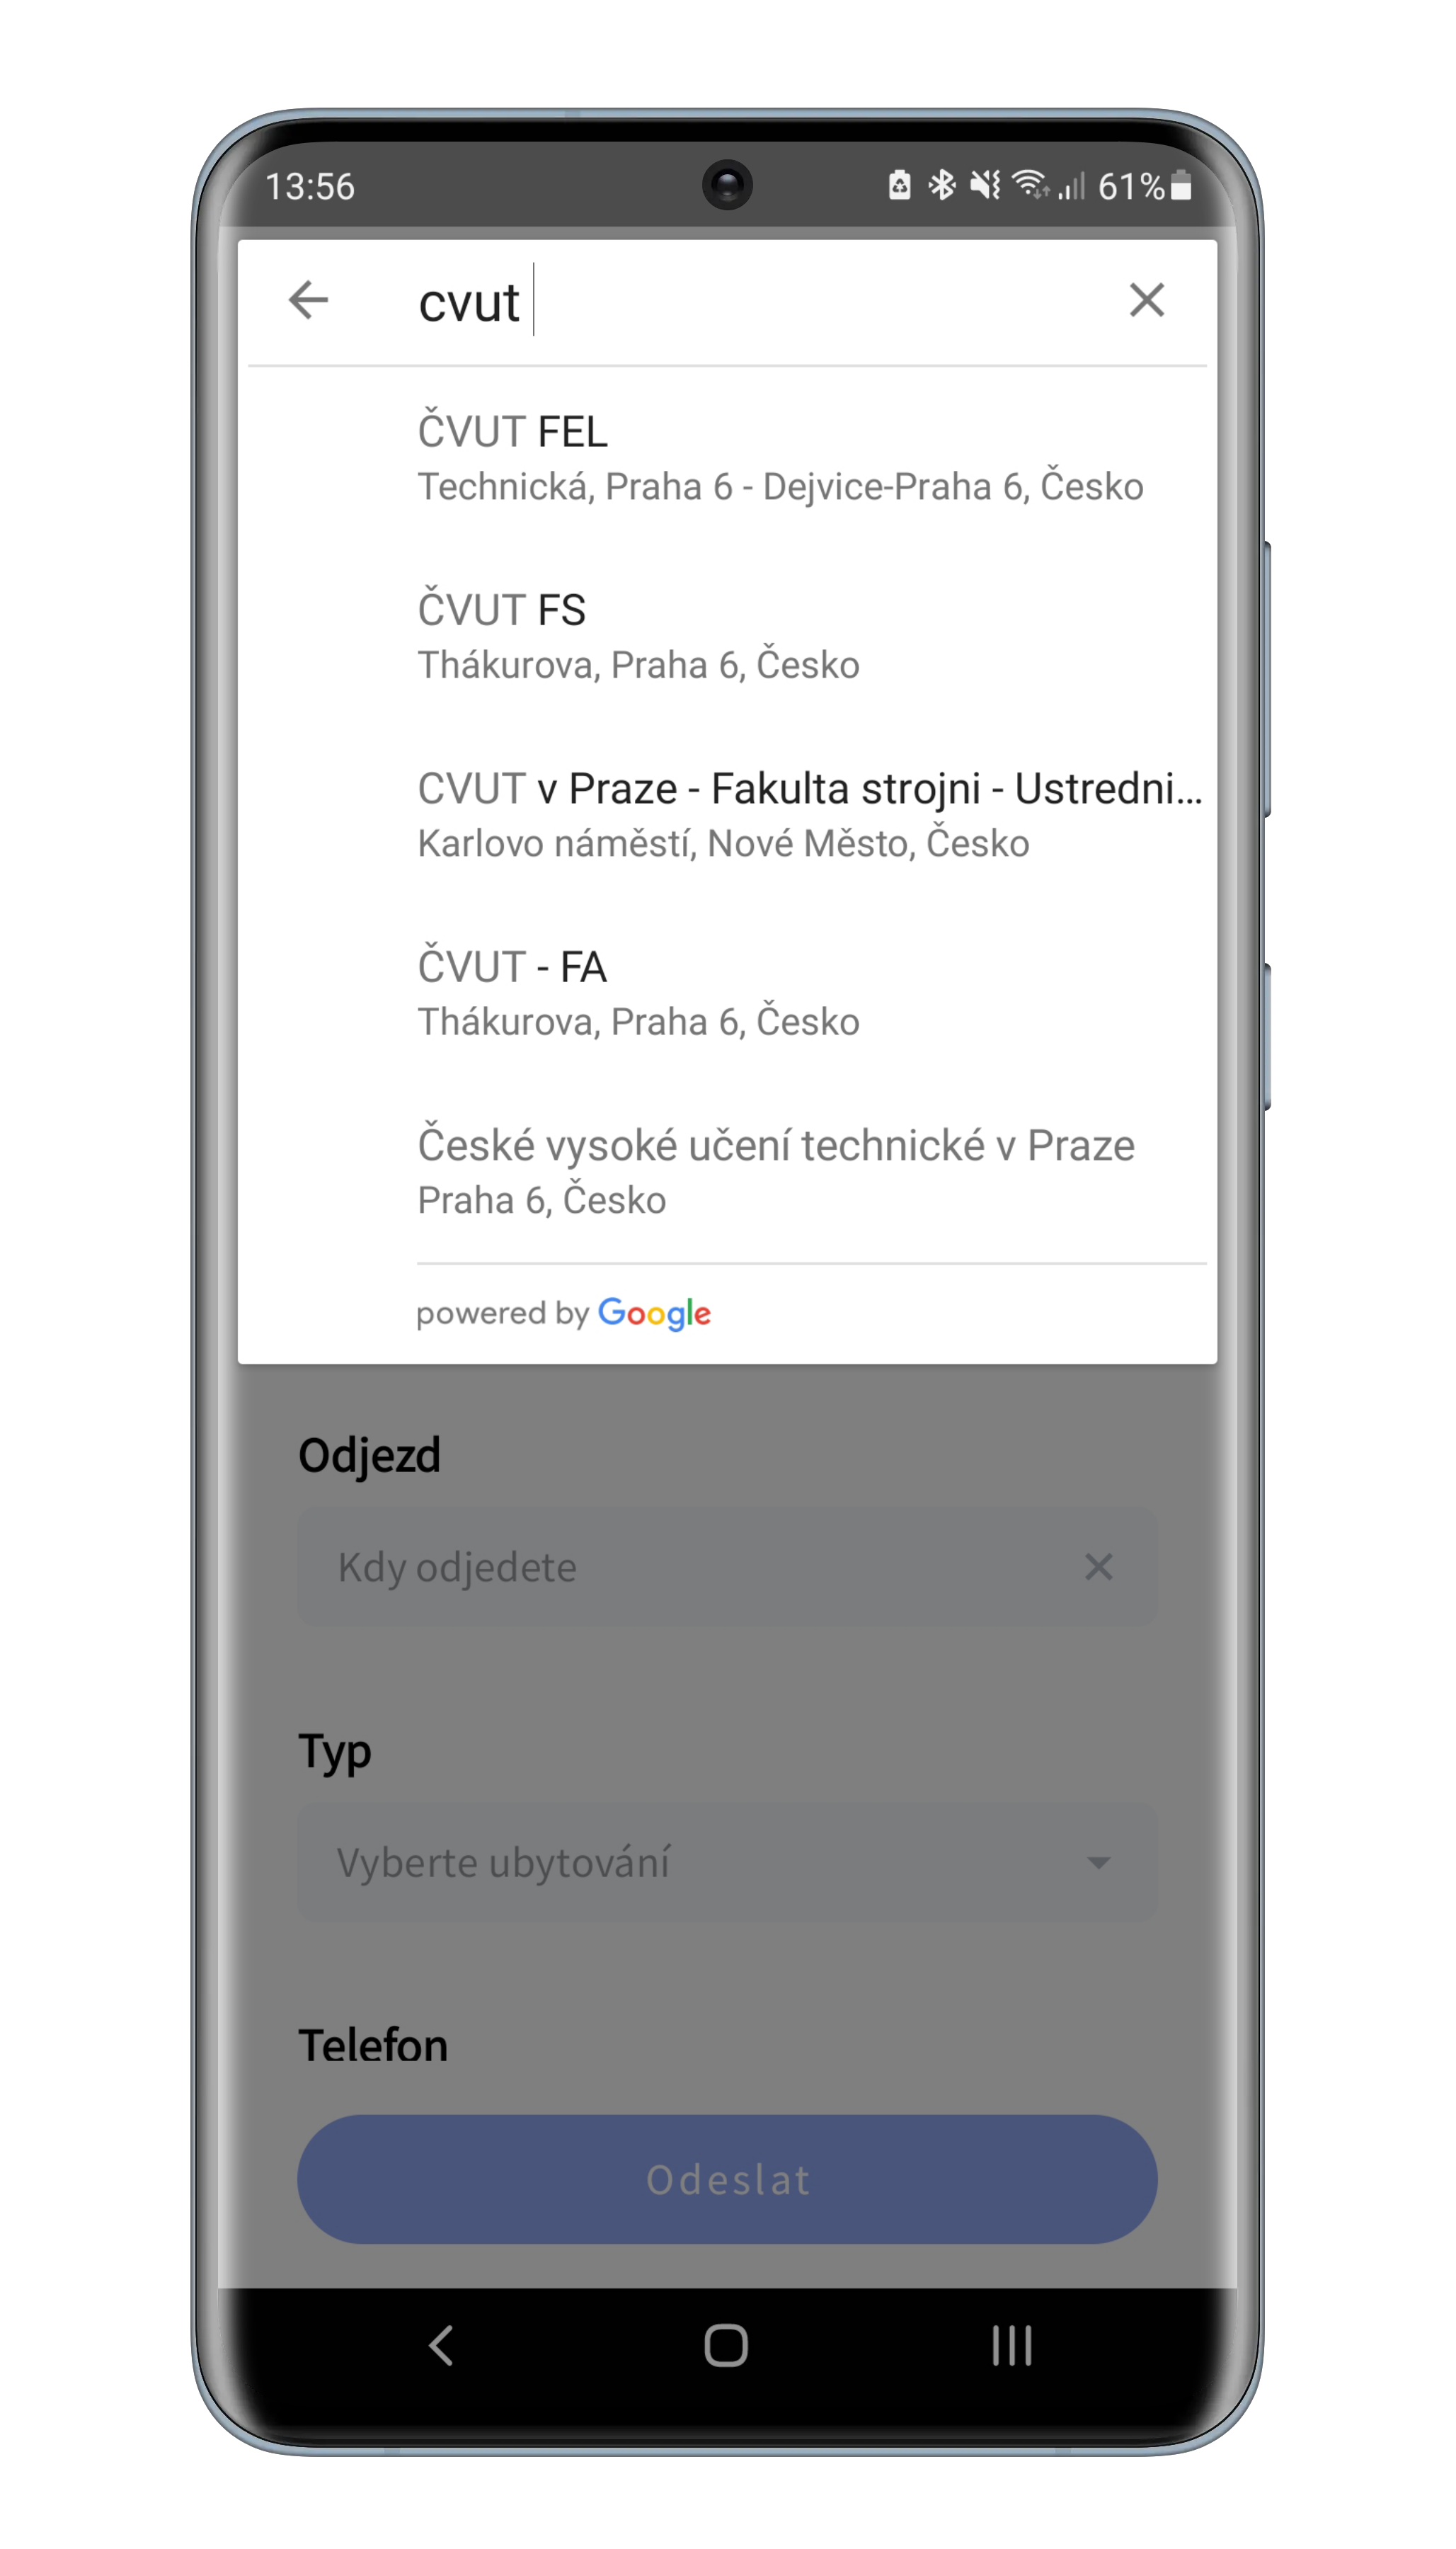 13:56
61%
cvut
ČVUT FEL
Technická, Praha 6 - Dejvice-Praha 6, Česko
ČVUT FS
Thákurova, Praha 6, Česko
CVUT v Praze - Fakulta strojni - Ustredni...
Karlovo náměstí, Nové Město, Česko
ČVUT - FA
Thákurova, Praha 6, Česko
České vysoké učení technické v Praze
Praha 6, Česko
powered by Google
Odjezd
Kdy odjedete
Typ
Vyberte ubytování
Telefon
Odeslat